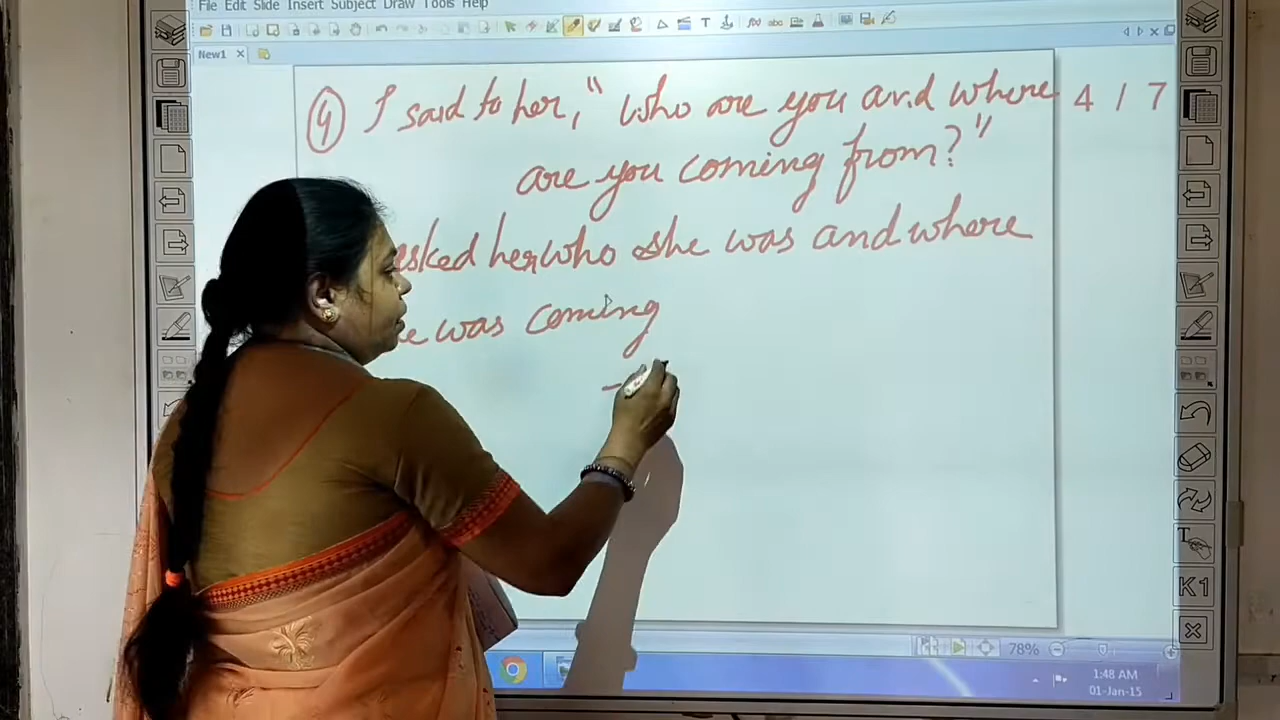 File Edit Slide Insert Subject Draw Tools Help
New1
④ I said to her, " who are you and where
4 / 7
are you coming from? "
asked her who she was and where
was coming
T
K1
78%
1:48 AM
01-Jan-15